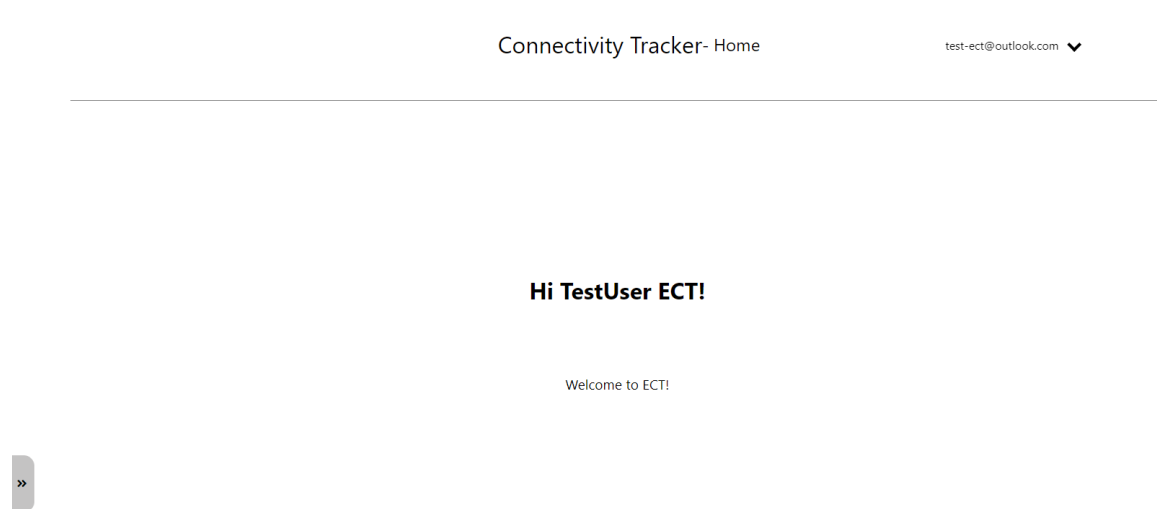 Connectivity Tracker- Home
test-ect@outlook.com
Hi TestUser ECT!
Welcome to ECT!
»